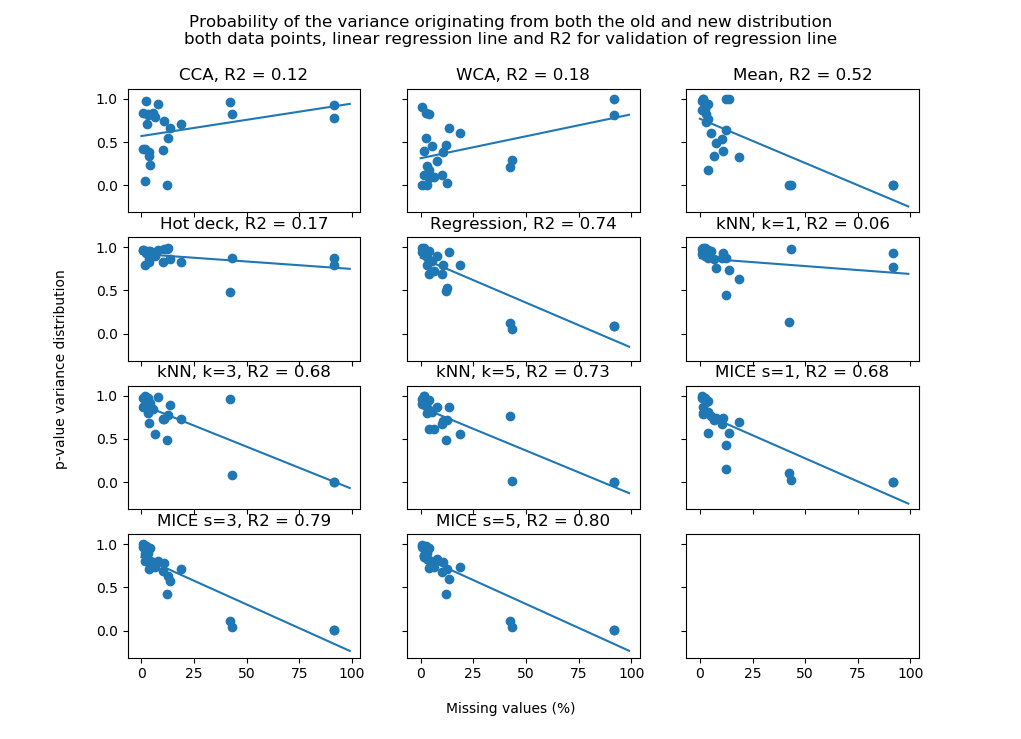 Probability of the variance originating from both the old and new distribution
both data points, linear regression line and R2 for validation of regression line
CCA, R2 = 0.12
WCA, R2 = 0.18
Mean, R2 = 0.52
1.0
0.5
0.0
Hot deck, R2 = 0.17
Regression, R2 = 0.74
kNN, k=1, R2 = 0.06
1.0
0.5
0.0
kNN, k=3, R2 = 0.68
kNN, k=5, R2 = 0.73
MICE s=1, R2 = 0.68
1.0
0.5
0.0
MICE s=3, R2 = 0.79
MICE s=5, R2 = 0.80
1.0
0.5
0.0
0 25 50 75 100
0 25 50 75 100
0 25 50 75 100
p-value variance distribution
Missing values (%)